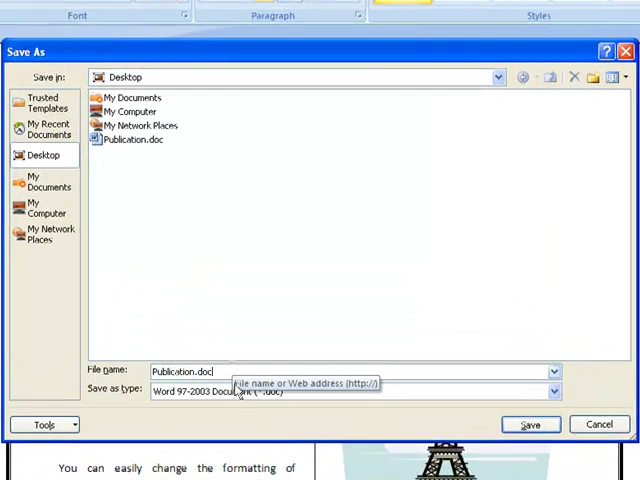 Font
Paragraph
Styles
Save As
Save in:
Desktop
Trusted
Templates
My Recent
Documents
Desktop
My
Documents
My
Computer
My Network
Places
My Documents
My Computer
My Network Places
Publication.doc
File name:
Publication.doc
File name or Web address (http://)
Save as type:
Word 97-2003 Document (*.doc)
Tools
Save
Cancel
You can easily change the formatting of